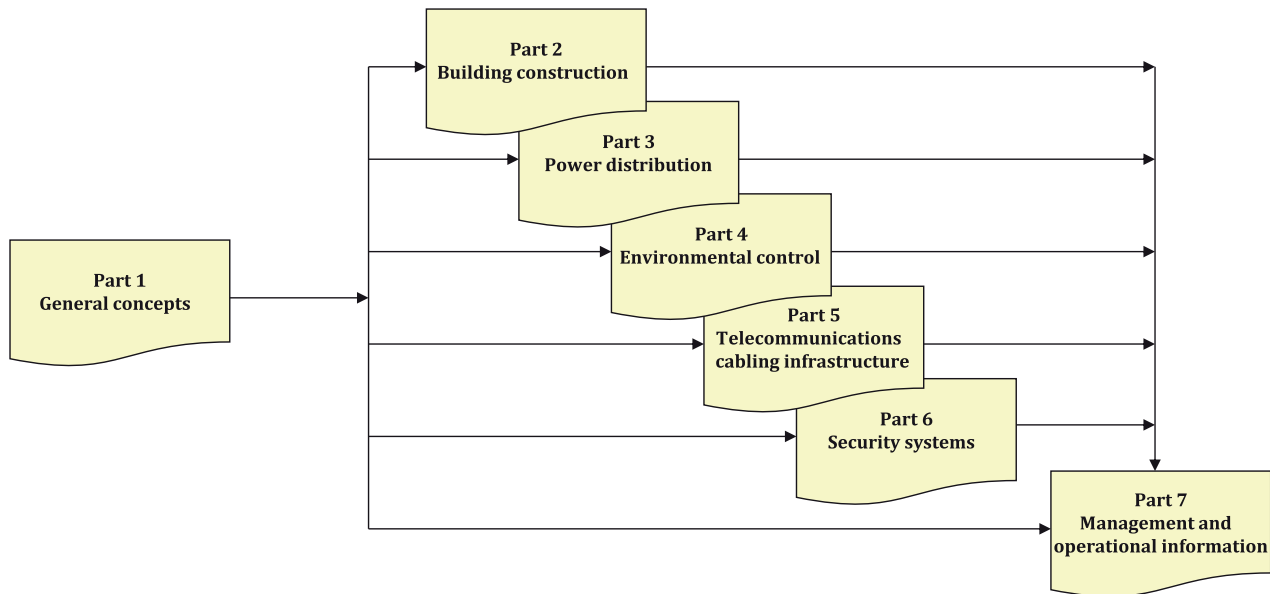 Part 2
Building construction
Part 3
Power distribution
Part 4
Environmental control
Part 1
General concepts
Part 5
Telecommunications
cabling infrastructure
Part 6
Security systems
Part 7
Management and
operational information